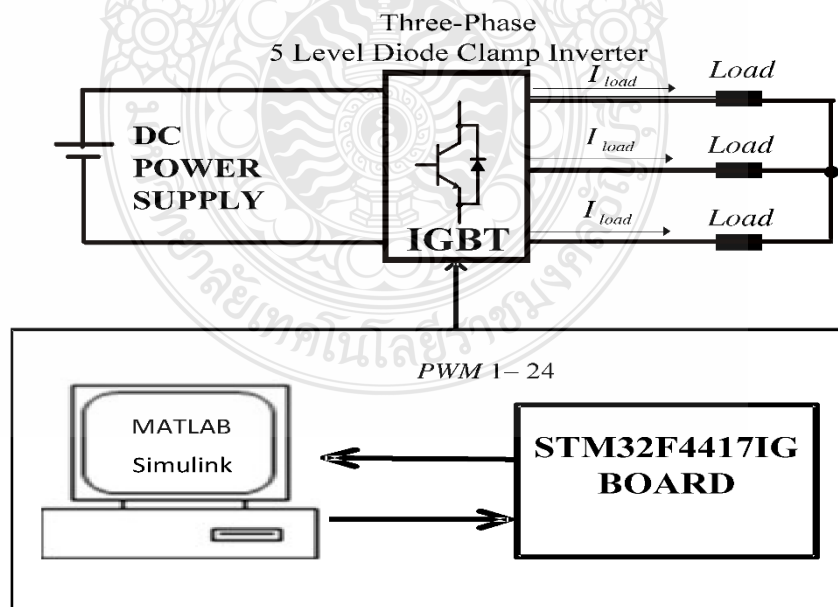 Three-Phase
5 Level Diode Clamp Inverter
I load
Load
DC
POWER
SUPPLY
I load
Load
I load
Load
IGBT
PWM 1– 24
MATLAB
Simulink
STM32F4417IG
BOARD